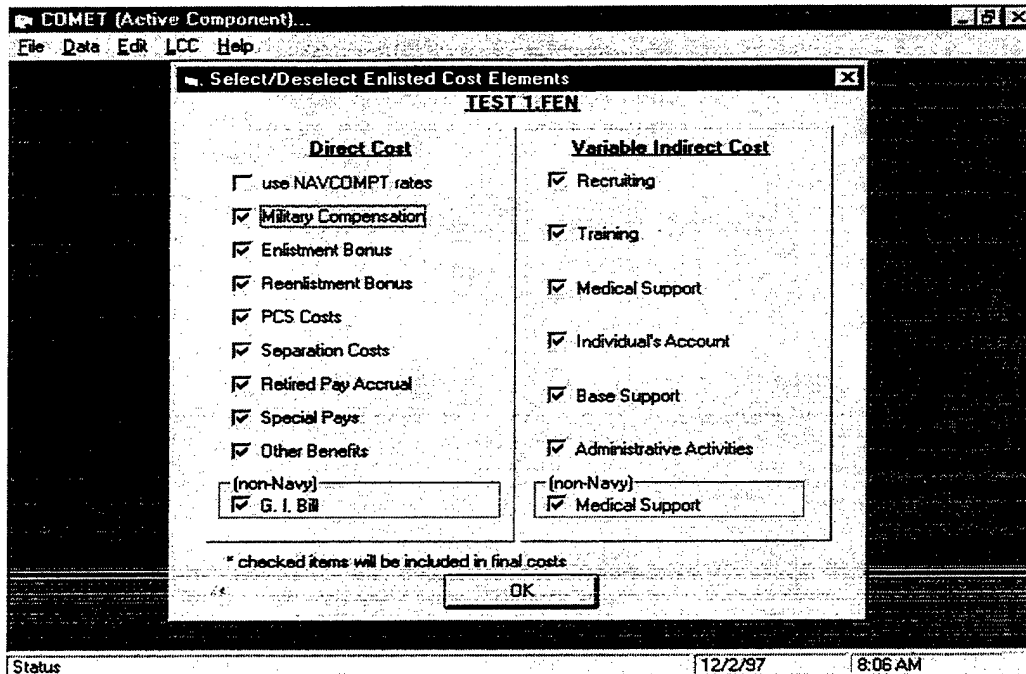 COMET (Active Component)...
File Data Edit LCC Help
Select/Deselect Enlisted Cost Elements
TEST 1.FEN
Direct Cost
use NAVCOMPT rates
Military Compensation
Enlistment Bonus
Reenlistment Bonus
PCS Costs
Separation Costs
Retired Pay Accrual
Special Pays
Other Benefits
(non-Navy)
G. I. Bill
Variable Indirect Cost
Recruiting
Training
Medical Support
Individual's Account
Base Support
Administrative Activities
(non-Navy)
Medical Support
* checked items will be included in final costs
OK
Status 12/2/97 8:06 AM